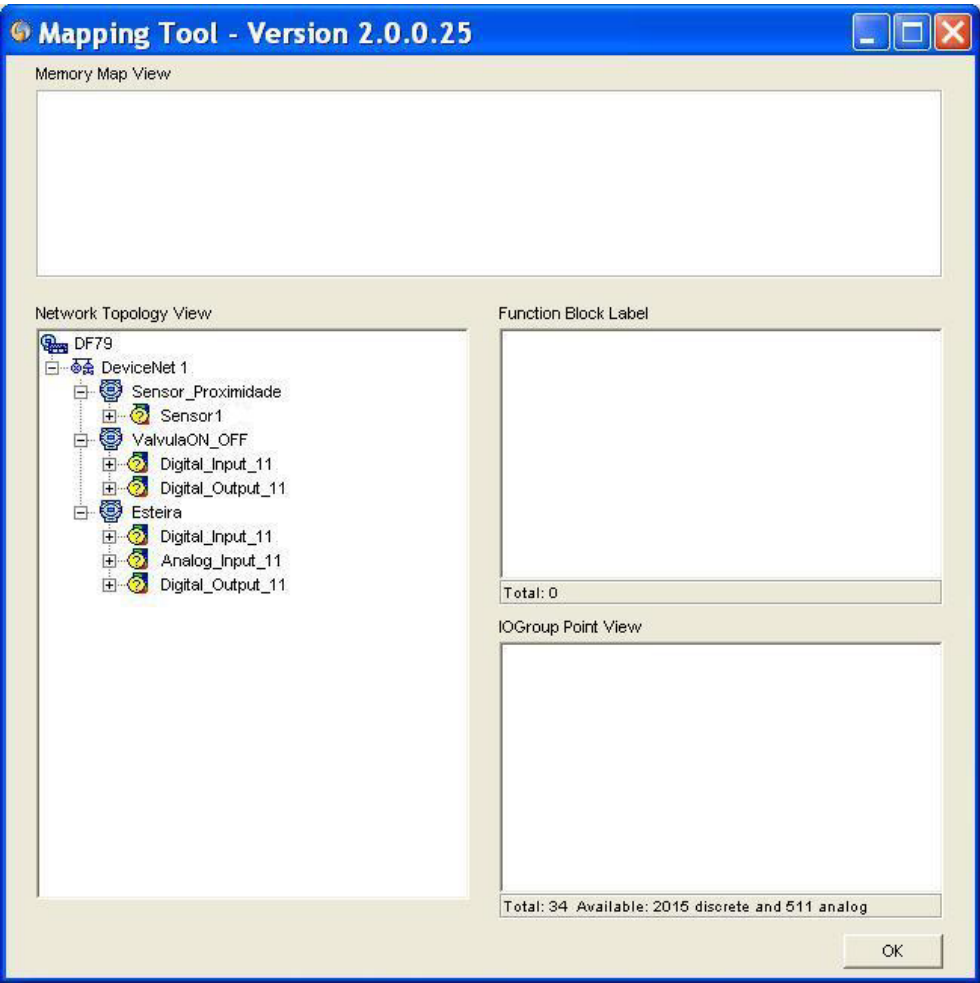 Mapping Tool - Version 2.0.0.25
Memory Map View
Network Topology View
DF79
DeviceNet 1
Sensor_Proximidade
Sensor1
ValvulaON_OFF
Digital_Input_11
Digital_Output_11
Esteira
Digital_Input_11
Analog_Input_11
Digital_Output_11
Function Block Label
Total: 0
IOGroup Point View
Total: 34 Available: 2015 discrete and 511 analog
OK